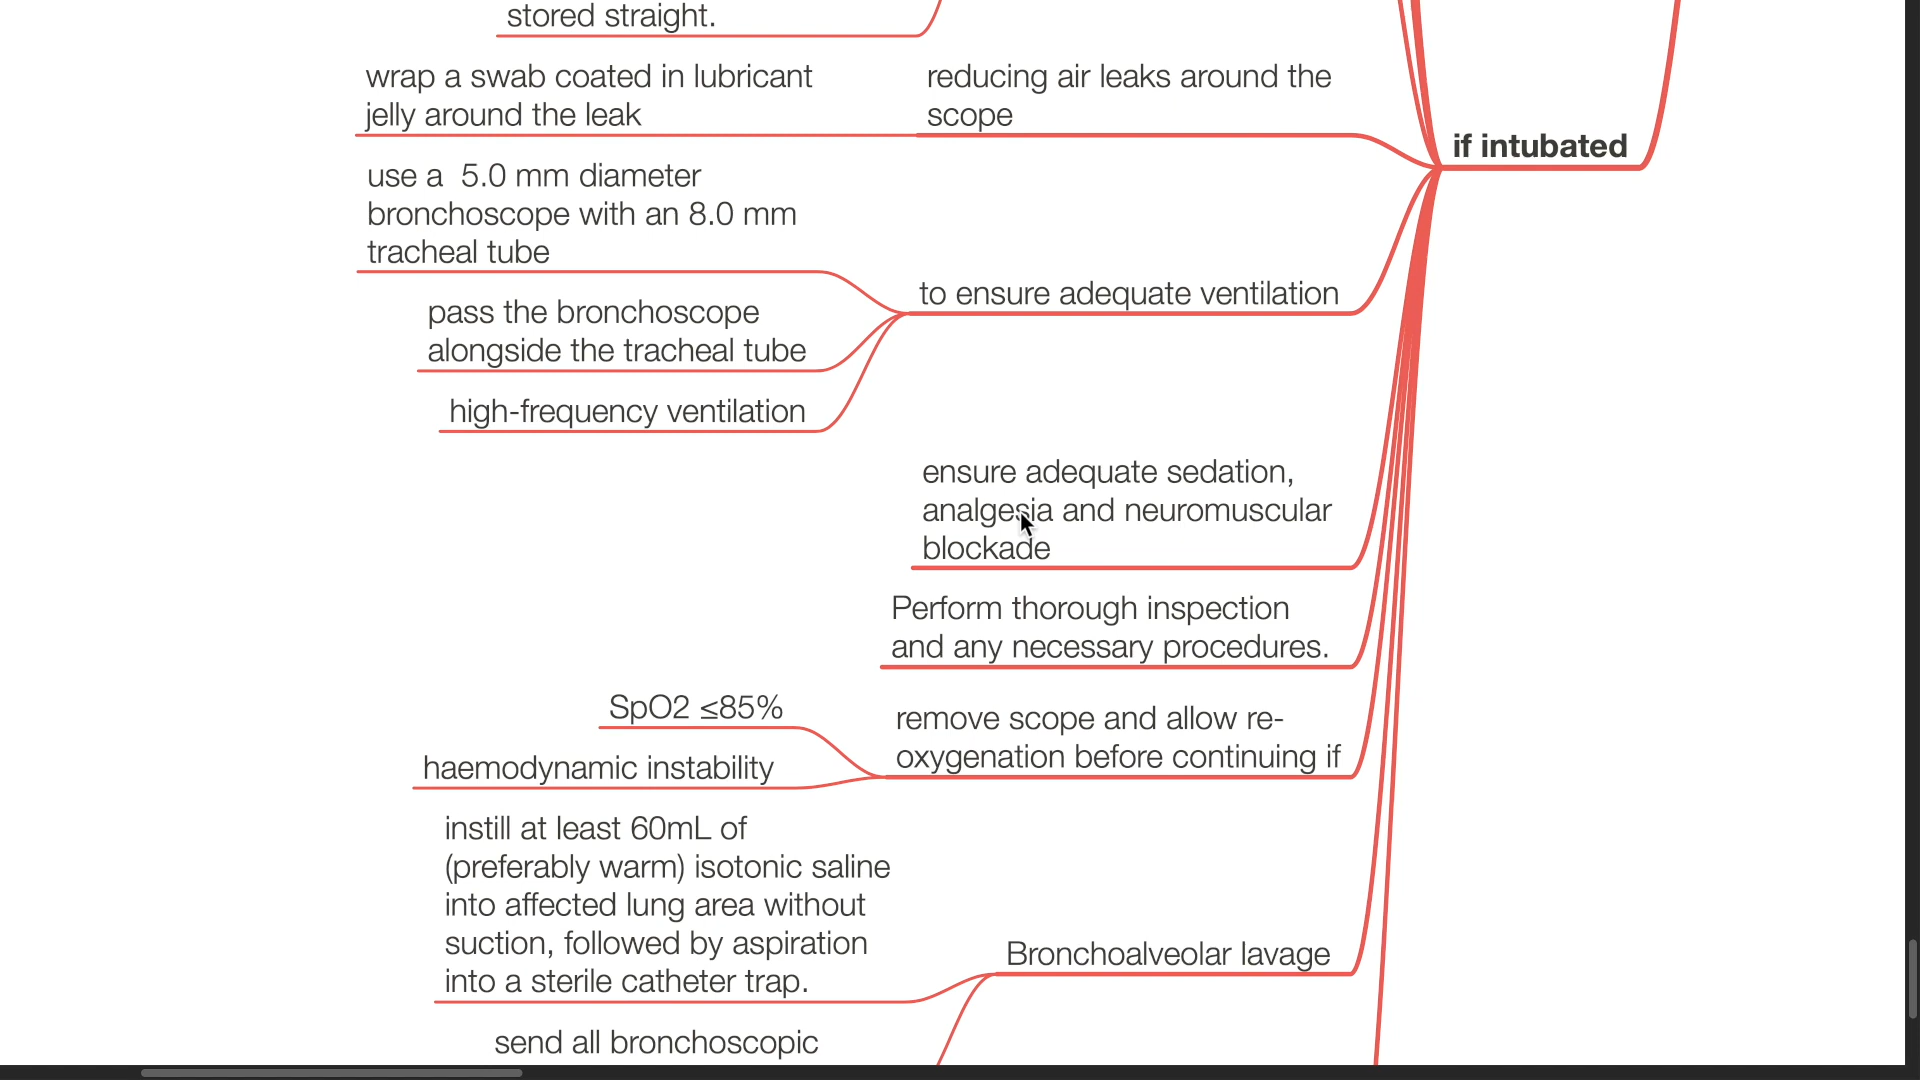 stored straight.
wrap a swab coated in lubricant
jelly around the leak
reducing air leaks around the
scope
if intubated
use a  5.0 mm diameter
bronchoscope with an 8.0 mm
tracheal tube
pass the bronchoscope
alongside the tracheal tube
high-frequency ventilation
to ensure adequate ventilation
ensure adequate sedation,
analgesia and neuromuscular
blockade
Perform thorough inspection
and any necessary procedures.
SpO2 ≤85%
haemodynamic instability
remove scope and allow re-
oxygenation before continuing if
instill at least 60mL of
(preferably warm) isotonic saline
into affected lung area without
suction, followed by aspiration
into a sterile catheter trap.
Bronchoalveolar lavage
send all bronchoscopic